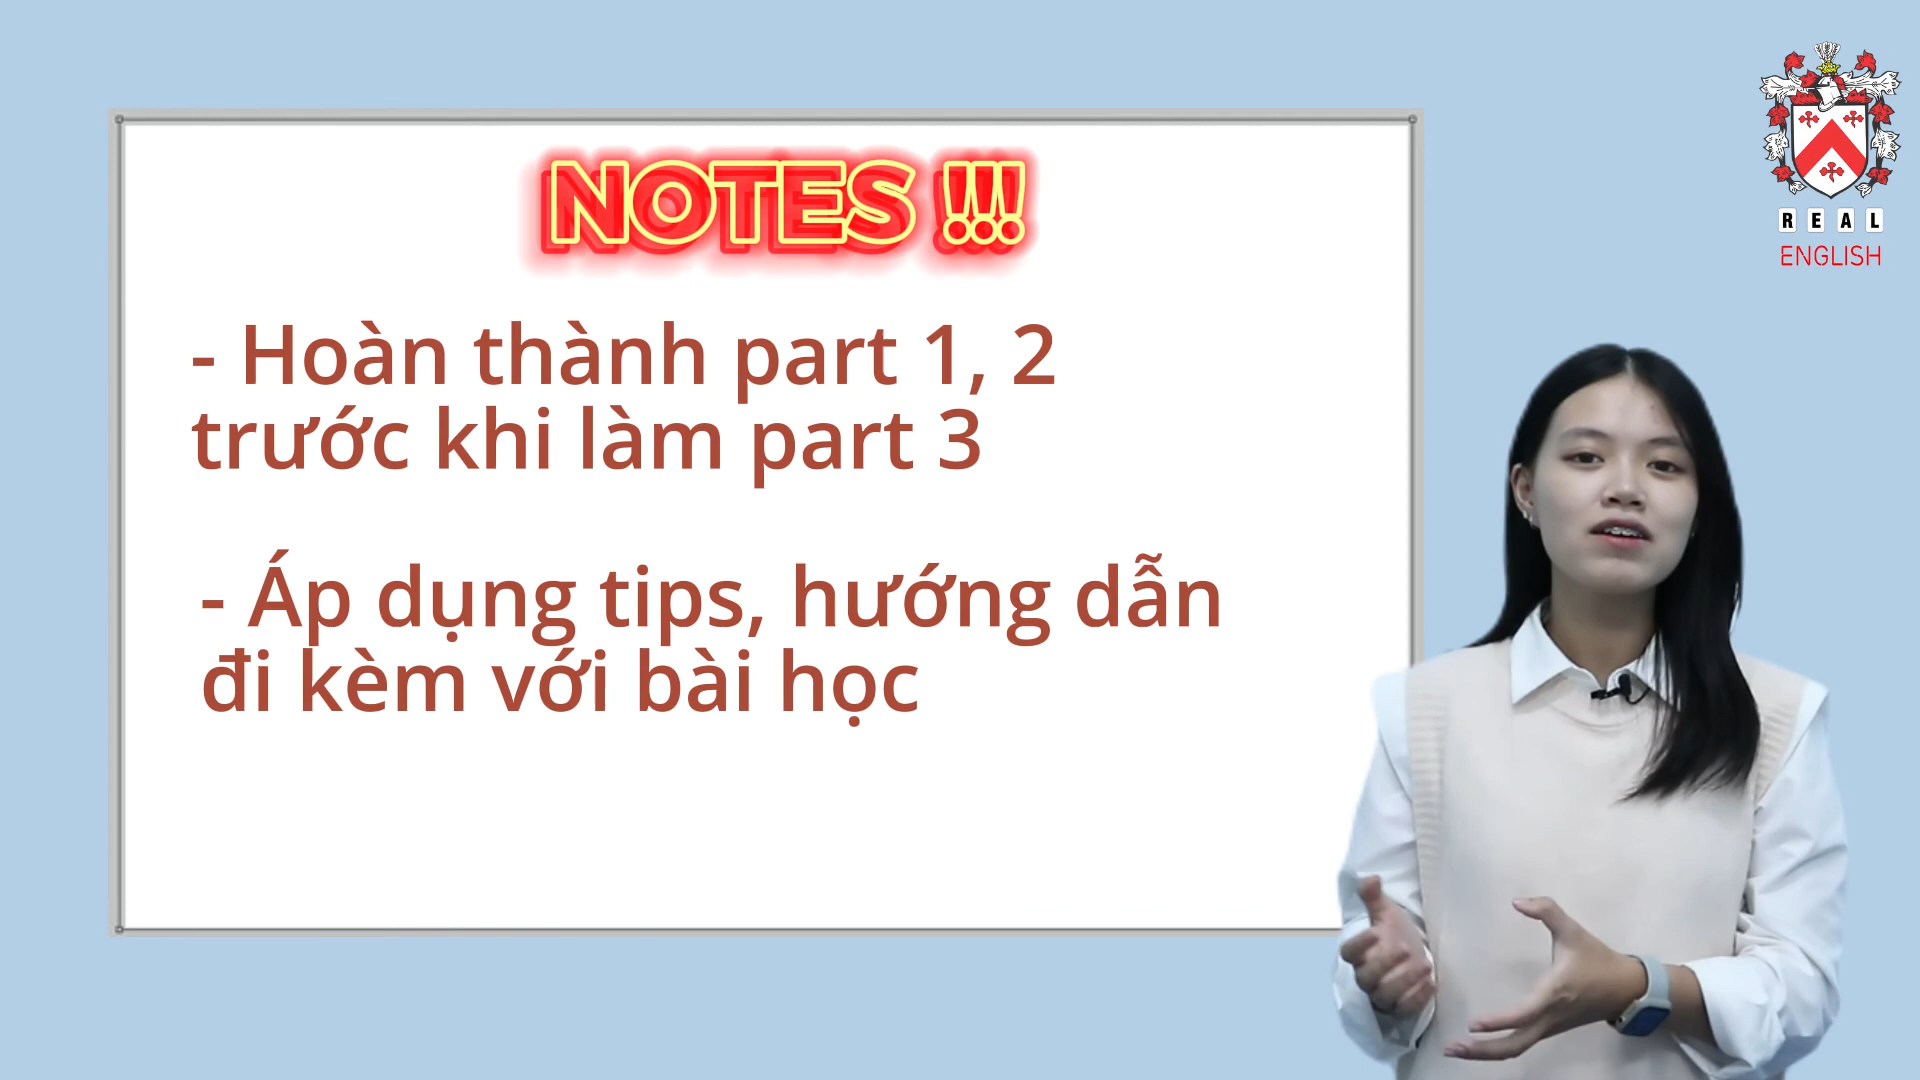 NOTES !!!
- Hoàn thành part 1, 2
trước khi làm part 3
- Áp dụng tips, hướng dẫn
đi kèm với bài học
REAL
ENGLISH